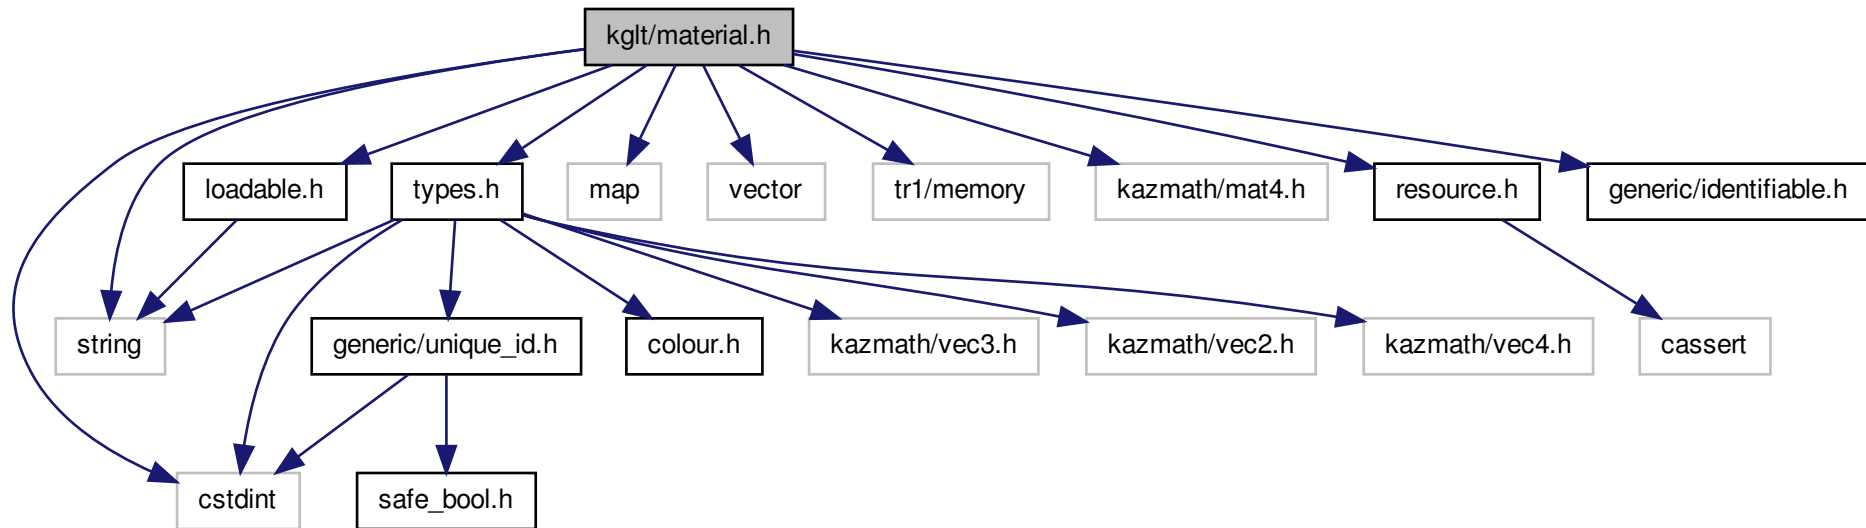 kglt/material.h
loadable.h
types.h
map
vector
tr1/memory
kazmath/mat4.h
resource.h
generic/identifiable.h
string
generic/unique_id.h
colour.h
kazmath/vec3.h
kazmath/vec2.h
kazmath/vec4.h
cassert
cstdint
safe_bool.h